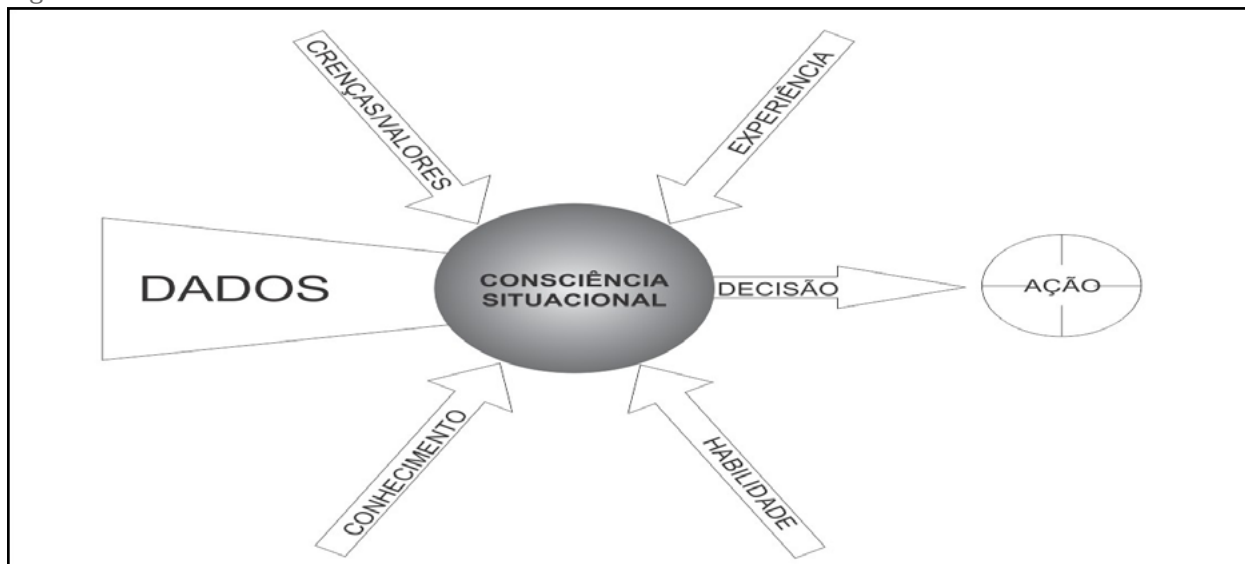 CRENÇAS/VALORES
EXPERIÊNCIA
DADOS
CONSCIÊNCIA
SITUACIONAL
DECISÃO
AÇÃO
CONHECIMENTO
HABILIDADE